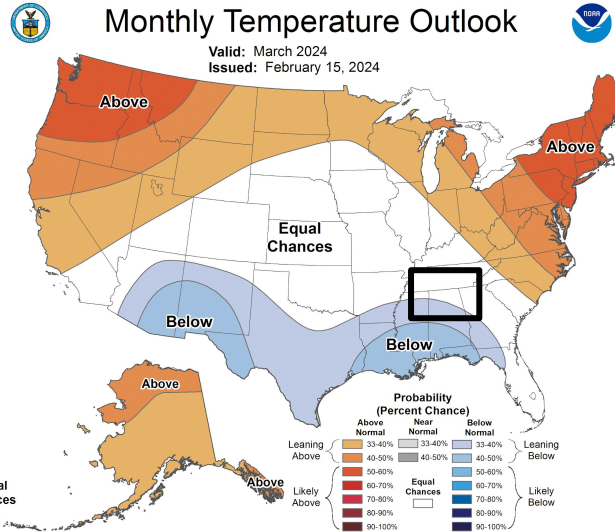 Monthly Temperature Outlook
NOAA
Valid: March 2024
Issued: February 15, 2024
Above
Above
Equal
Chances
Below
Below
Above
Above
al
ces
Probability
(Percent Chance)
Above
Normal
Near
Normal
Below
Normal
Leaning
Above
33-40%
40-50%
50-60%
60-70%
70-80%
80-90%
90-100%
Likely
Above
33-40%
40-50%
Equal
Chances
33-40%
40-50%
50-60%
60-70%
70-80%
80-90%
90-100%
Leaning
Below
Likely
Below